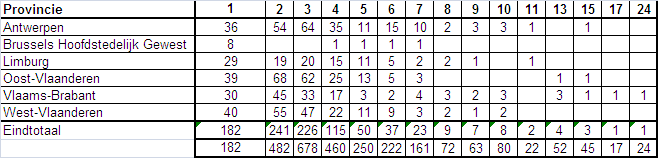 Provincie 1 2 3 4 5 6 7 8 9 10 11 13 15 17 24
Antwerpen 36 54 64 35 11 15 10 2 3 3 1 1
Brussels Hoofdstedelijk Gewest 8 1 1 1 1
Limburg 29 19 20 15 11 5 2 2 1 1
Oost-Vlaanderen 39 68 62 25 13 5 3 1 1
Vlaams-Brabant 30 45 33 17 3 2 4 2 3 3 1 1 1
West-Vlaanderen 40 55 47 22 11 9 3 2 1 2
Eindtotaal 182 241 226 115 50 37 23 9 7 8 2 4 3 1 1
182 482 678 460 250 222 161 72 63 80 22 52 45 17 24